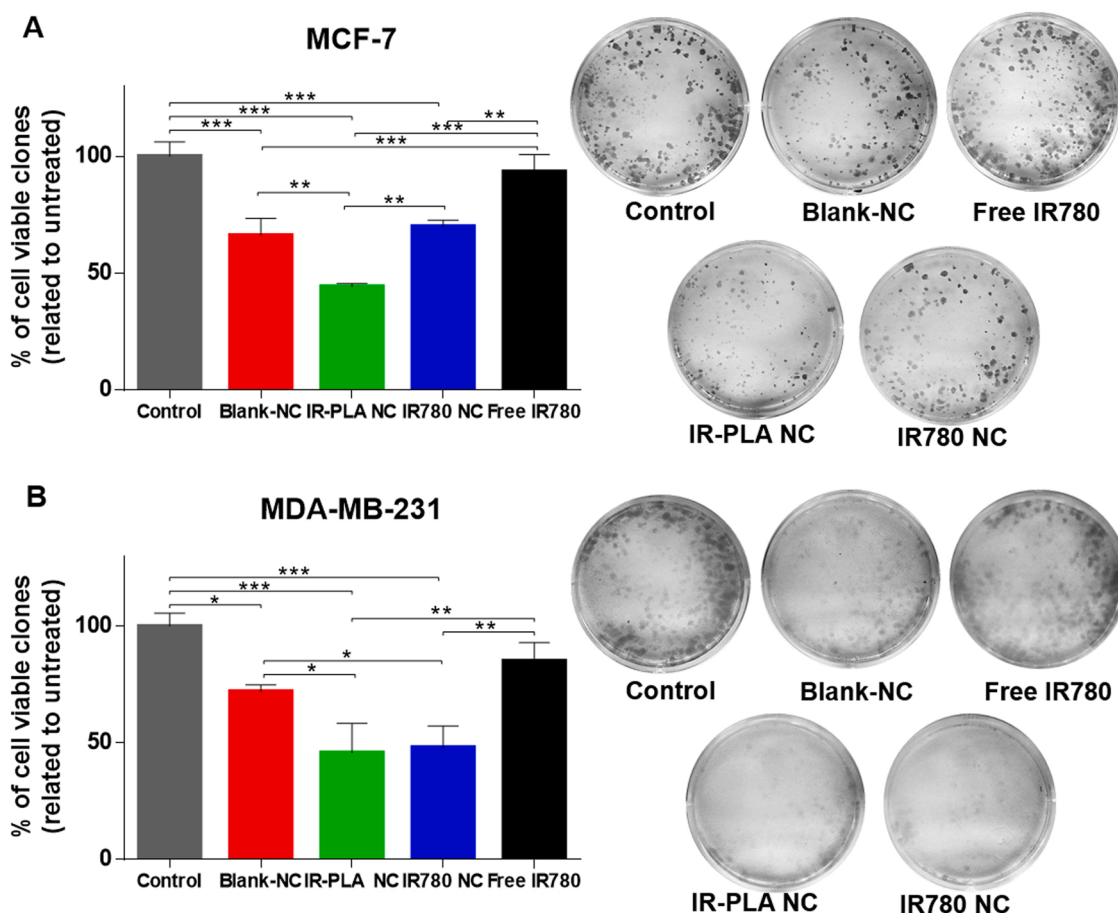 A
MCF-7
% of cell viable clones
(related to untreated)
100
50
0
***
***
***
**
***
***
**
**
Control Blank-NC IR-PLA NC IR780 NC Free IR780
Control Blank-NC Free IR780
IR-PLA NC IR780 NC
B
MDA-MB-231
% of cell viable clones
(related to untreated)
100
50
0
***
***
*
**
**
*
*
Control Blank-NC IR-PLA NC IR780 NC Free IR780
Control Blank-NC Free IR780
IR-PLA NC IR780 NC